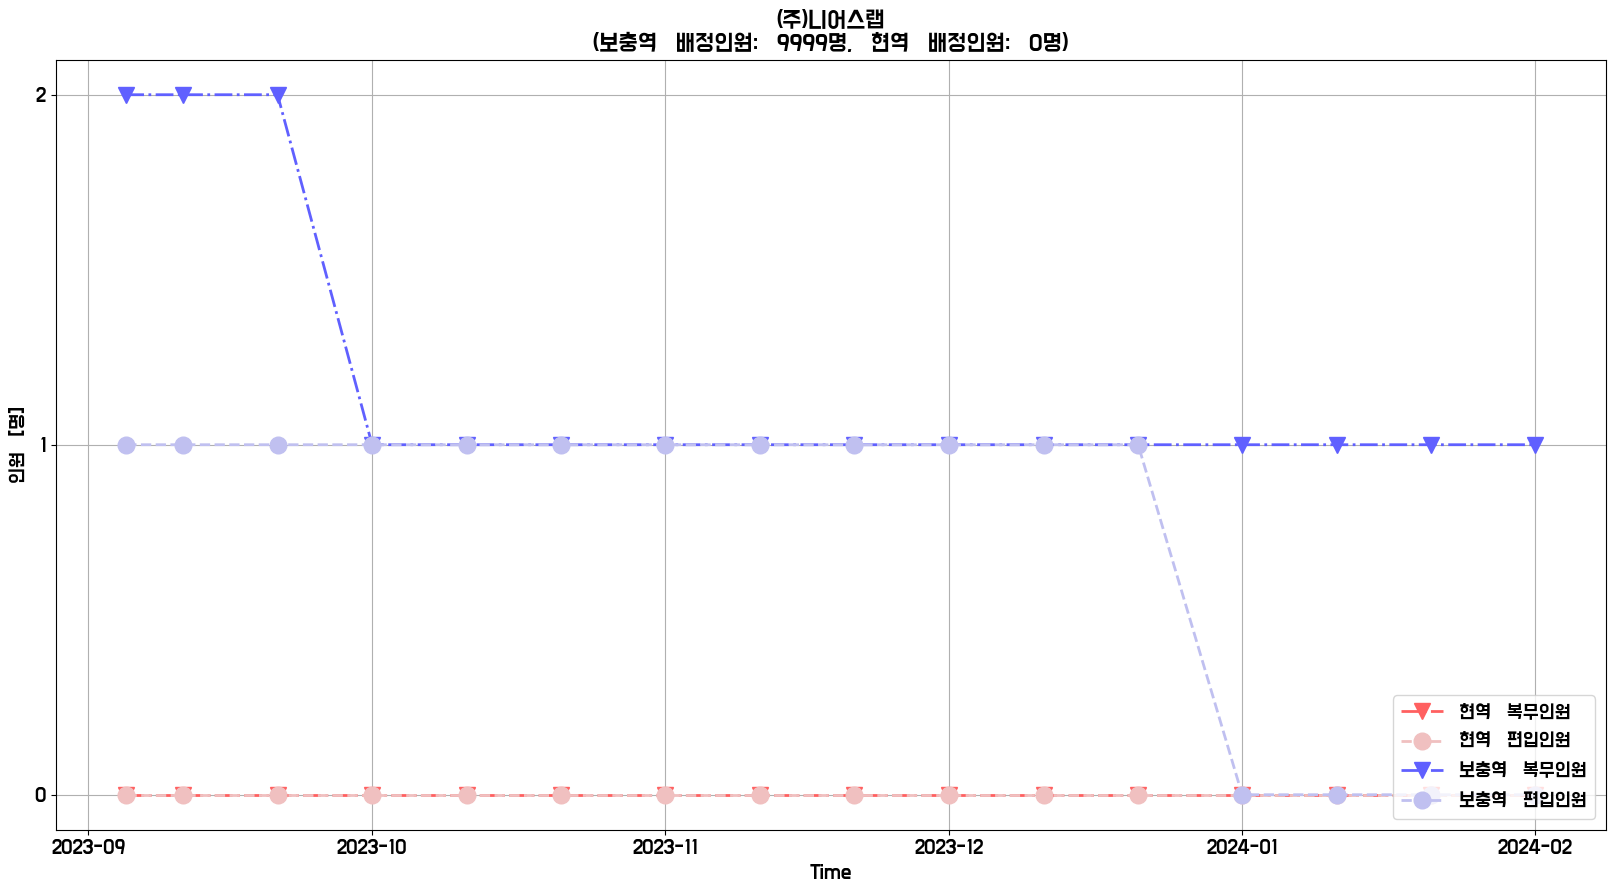 (주)니어스랩
(보충역 배정인원: 9999명, 현역 배정인원: 0명)
인원 [명]
2
1
0
현역 복무인원
현역 편입인원
보충역 복무인원
보충역 편입인원
2023-09 2023-10 2023-11 2023-12 2024-01 2024-02
Time